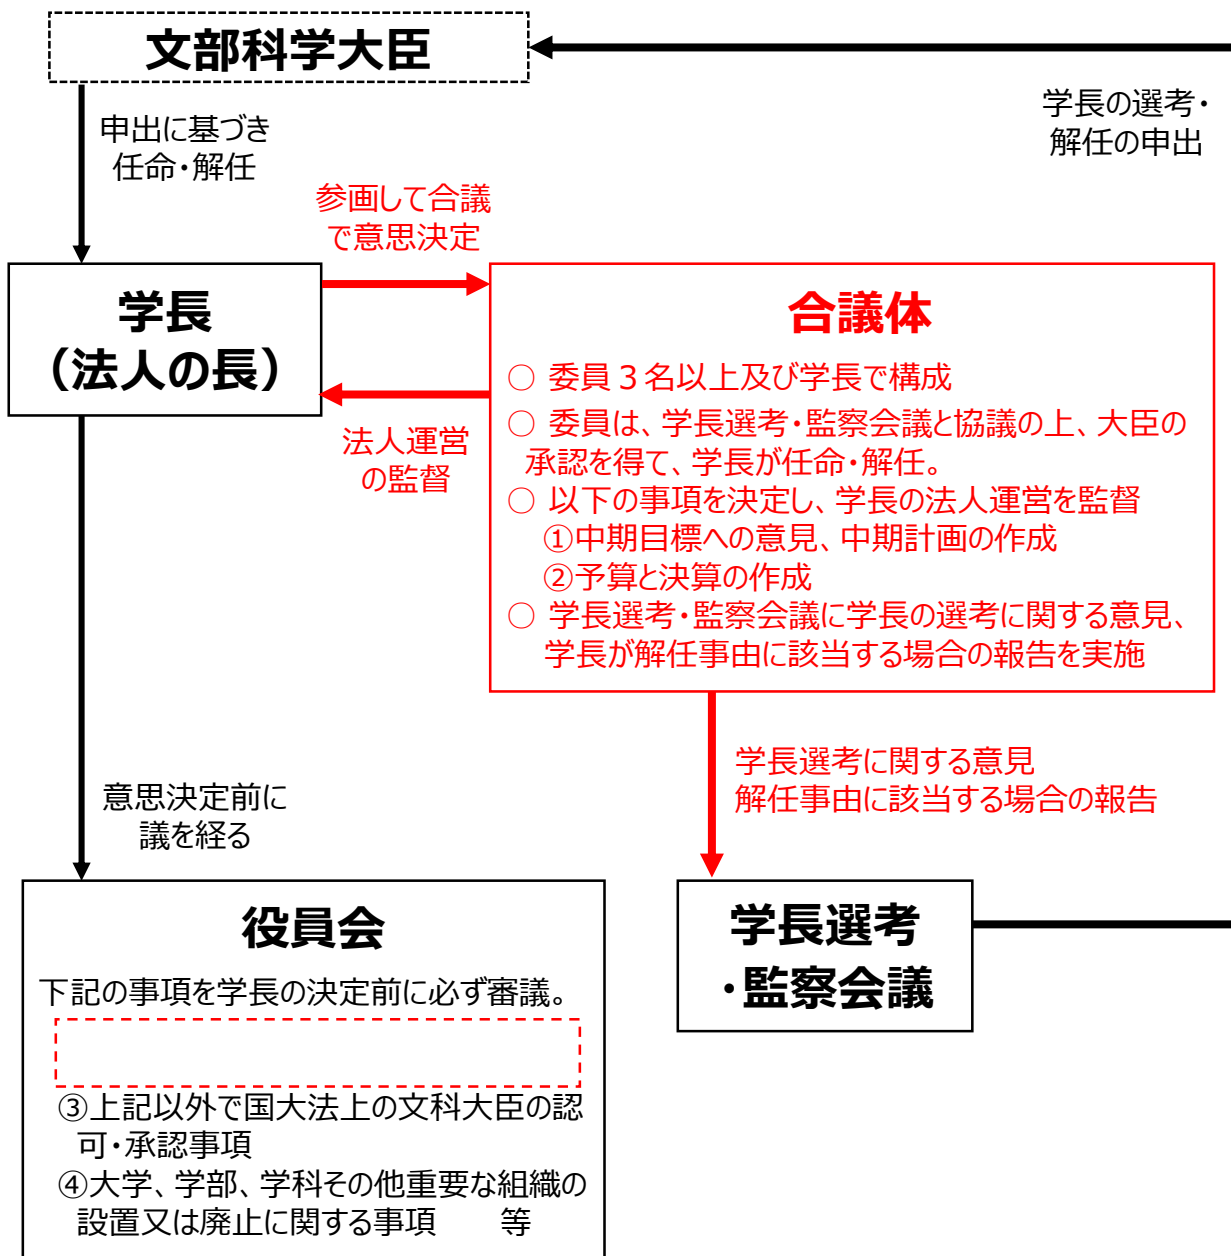 文部科学大臣
学長の選考・
解任の申出
申出に基づき
任命・解任
参画して合議
で意思決定
学長
（法人の長）
法人運営
の監督
合議体
○ 委員３名以上及び学長で構成
○ 委員は、学長選考・監察会議と協議の上、大臣の
承認を得て、学長が任命・解任。
○ 以下の事項を決定し、学長の法人運営を監督
①中期目標への意見、中期計画の作成
②予算と決算の作成
○ 学長選考・監察会議に学長の選考に関する意見、
学長が解任事由に該当する場合の報告を実施
学長選考に関する意見
解任事由に該当する場合の報告
意思決定前に
議を経る
役員会
下記の事項を学長の決定前に必ず審議。
③上記以外で国大法上の文科大臣の認
可・承認事項
④大学、学部、学科その他重要な組織の
設置又は廃止に関する事項　　等
学長選考
・監察会議